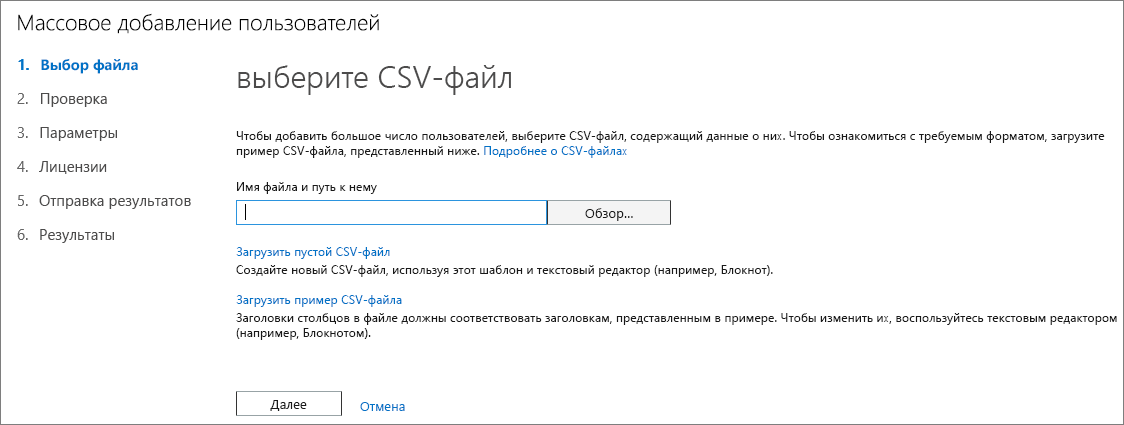 Массовое добавление пользователей
1. Выбор файла
2. Проверка
3. Параметры
4. Лицензии
5. Отправка результатов
6. Результаты
выберите CSV-файл
Чтобы добавить большое число пользователей, выберите CSV-файл, содержащий данные о них. Чтобы ознакомиться с требуемым форматом, загрузите
пример CSV-файла, представленный ниже. Подробнее о CSV-файлах
Имя файла и путь к нему
Обзор...
Загрузить пустой CSV-файл
Создайте новый CSV-файл, используя этот шаблон и текстовый редактор (например, Блокнот).
Загрузить пример CSV-файла
Заголовки столбцов в файле должны соответствовать заголовкам, представленным в примере. Чтобы изменить их, воспользуйтесь текстовым редактором
(например, Блокнотом).
Далее
Отмена